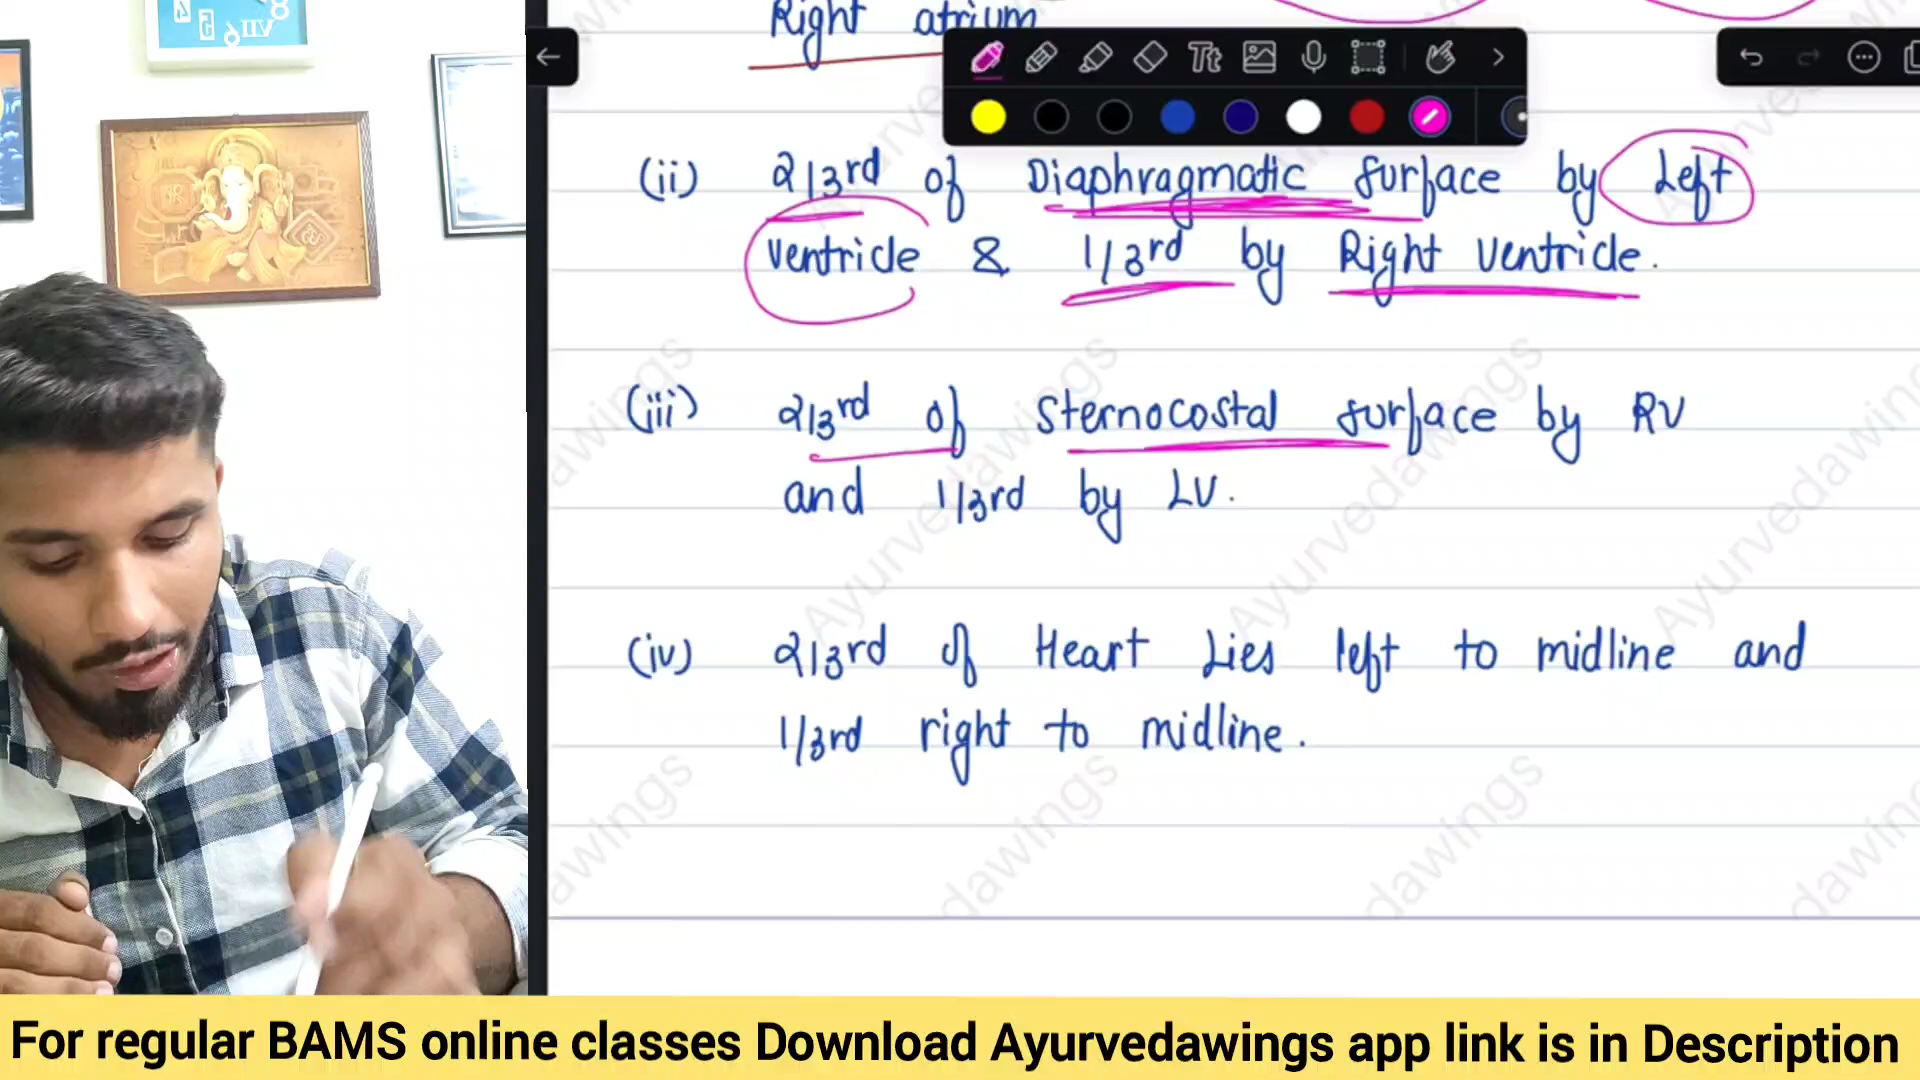 Right atrium
(ii) 2/3rd of Diaphragmatic surface by Left
ventricle & 1/3rd by Right ventricle.
(iii) 2/3rd of Sternocostal surface by RV
and 1/3rd by LV.
(iv) 2/3rd of Heart Lies left to midline and
1/3rd right to midline.
Tt
Ayurvedawings
For regular BAMS online classes Download Ayurvedawings app link is in Description